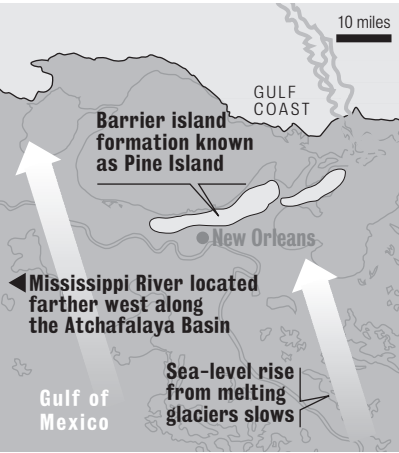 10 miles
GULF
COAST
Barrier island
formation known
as Pine Island
New Orleans
Mississippi River located
farther west along
the Atchafalaya Basin
Sea-level rise
from melting
glaciers slows
Gulf of
Mexico